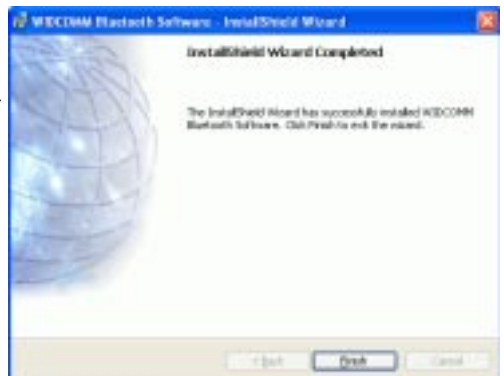 WIDCOMM Bluetooth Software - InstallShield Wizard
InstallShield Wizard Completed
The InstallShield Wizard has successfully installed WIDCOMM
Bluetooth Software. Click Finish to exit the wizard.
< Back
Finish
Cancel